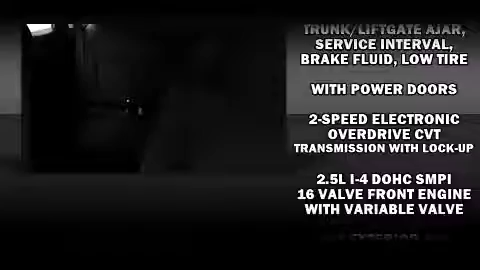 TRUNK/LIFTGATE AJAR,
SERVICE INTERVAL,
BRAKE FLUID, LOW TIRE
WITH POWER DOORS
2-SPEED ELECTRONIC
OVERDRIVE CVT
TRANSMISSION WITH LOCK-UP
2.5L I-4 DOHC SMPI
16 VALVE FRONT ENGINE
WITH VARIABLE VALVE